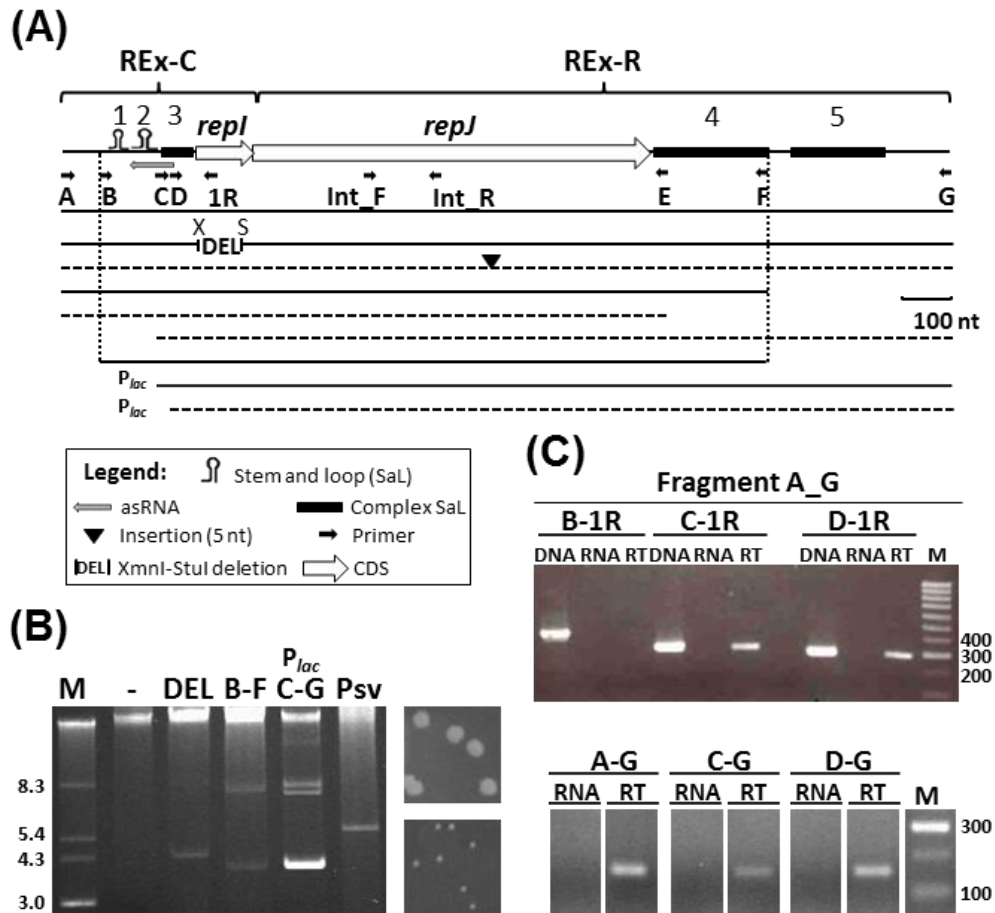 (A)
REx-C REx-R
1 2 3 repI repJ 4 5
A B C D 1R Int_F Int_R E F G
X S
DEL
100 nt
Plac
Plac
Legend: Stem and loop (SaL)
asRNA Complex SaL
Insertion (5 nt) Primer
DEL XmnI-StuI deletion CDS
(B)
Plac
M - DEL B-F C-G Psv
8.3
5.4
4.3
3.0
(C)
Fragment A_G
B-1R C-1R D-1R
DNA RNA RT DNA RNA RT DNA RNA RT M
400
300
200
A-G C-G D-G
RNA RT RNA RT RNA RT M
300
100